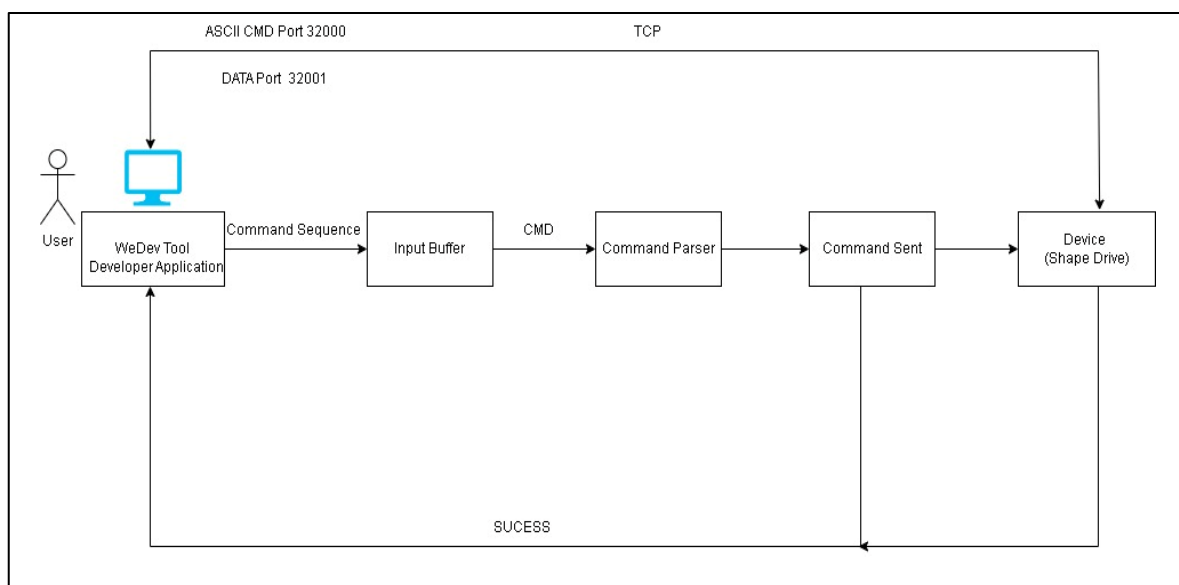 ASCII CMD Port 32000
TCP
DATA Port 32001
User
WeDev Tool
Developer Application
Command Sequence
Input Buffer
CMD
Command Parser
Command Sent
Device
(Shape Drive)
SUCESS